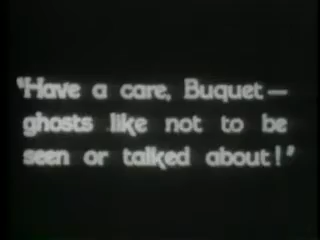 "Have a care, Buquet—
ghosts like not to be
seen or talked about!"